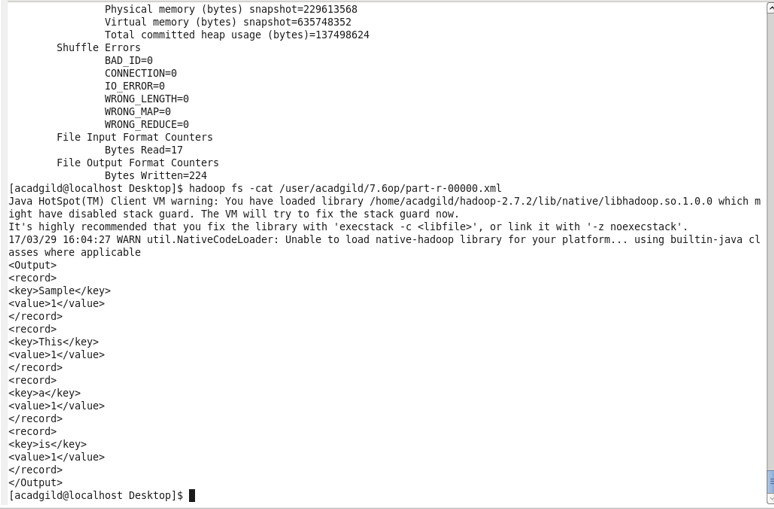 Physical memory (bytes) snapshot=229613568
Virtual memory (bytes) snapshot=635748352
Total committed heap usage (bytes)=137498624
Shuffle Errors
BAD_ID=0
CONNECTION=0
IO_ERROR=0
WRONG_LENGTH=0
WRONG_MAP=0
WRONG_REDUCE=0
File Input Format Counters
Bytes Read=17
File Output Format Counters
Bytes Written=224
[acadgild@localhost Desktop]$ hadoop fs -cat /user/acadgild/7.6op/part-r-00000.xml
Java HotSpot(TM) Client VM warning: You have loaded library /home/acadgild/hadoop-2.7.2/lib/native/libhadoop.so.1.0.0 which m
ight have disabled stack guard. The VM will try to fix the stack guard now.
It's highly recommended that you fix the library with 'execstack -c <libfile>', or link it with '-z noexecstack'.
17/03/29 16:04:27 WARN util.NativeCodeLoader: Unable to load native-hadoop library for your platform... using builtin-java cl
asses where applicable
<Output>
<record>
<key>Sample</key>
<value>1</value>
</record>
<record>
<key>This</key>
<value>1</value>
</record>
<record>
<key>a</key>
<value>1</value>
</record>
<record>
<key>is</key>
<value>1</value>
</record>
</Output>
[acadgild@localhost Desktop]$